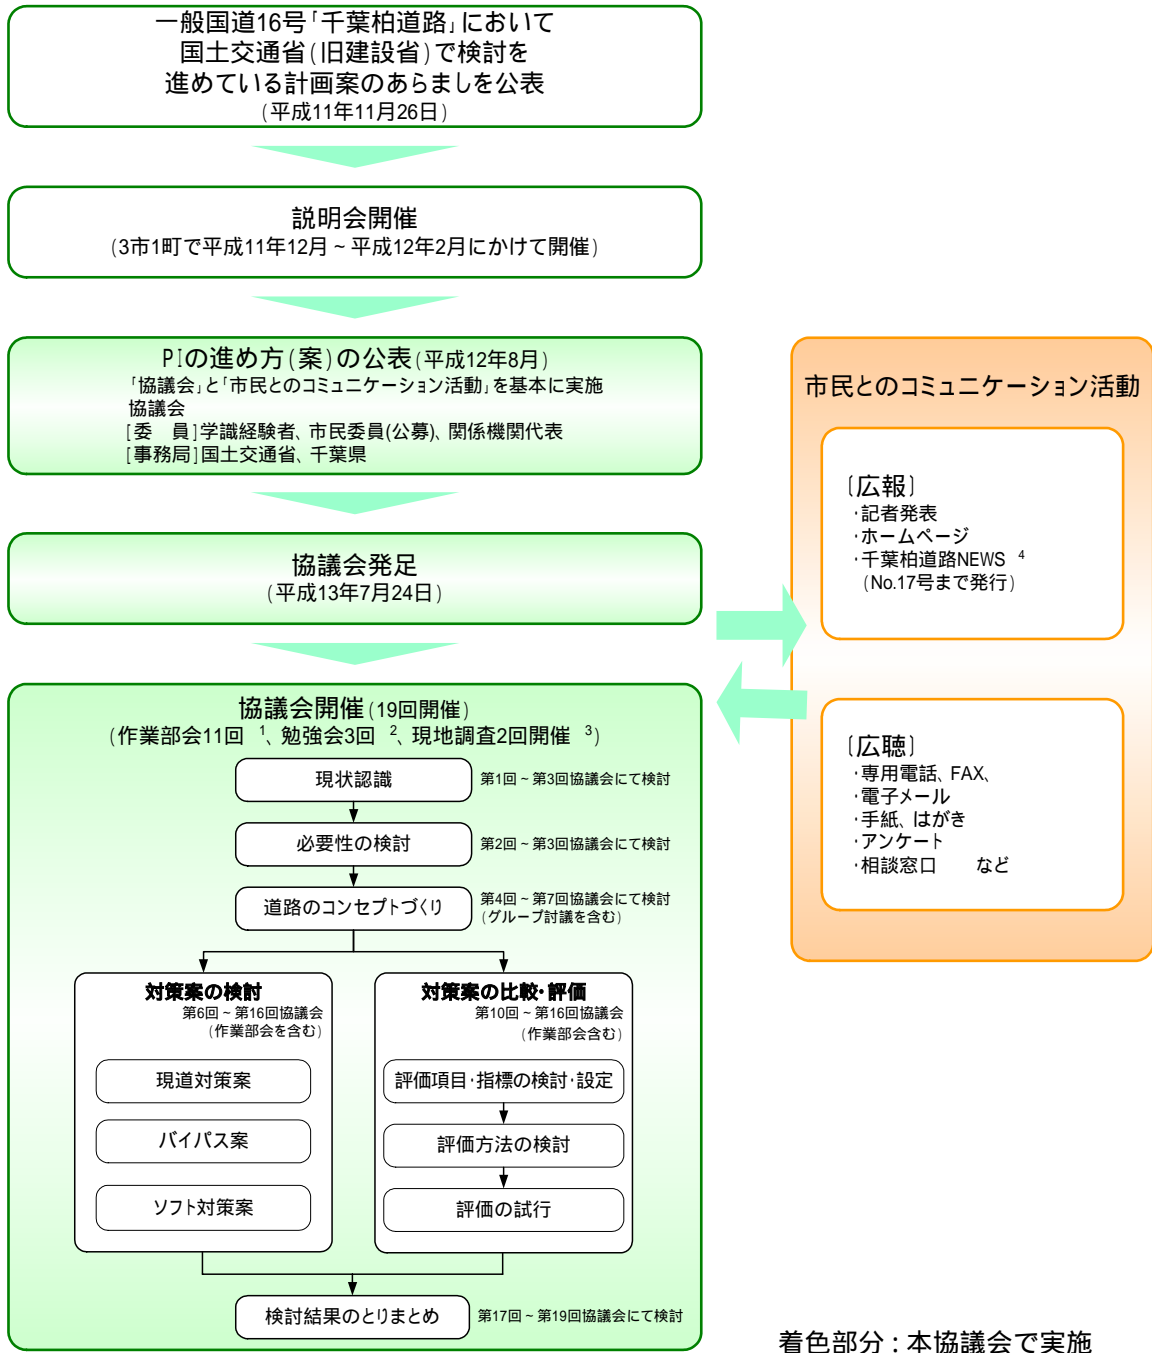 一般国道16号「千葉柏道路」において
国土交通省(旧建設省)で検討を
進めている計画案のあらましを公表
(平成11年11月26日)
説明会開催
(3市1町で平成11年12月~平成12年2月にかけて開催)
PIの進め方(案)の公表(平成12年8月)
「協議会」と「市民とのコミュニケーション活動」を基本に実施
協議会
[委 員]学識経験者、市民委員(公募)、関係機関代表
[事務局]国土交通省、千葉県
協議会発足
(平成13年7月24日)
協議会開催(19回開催)
(作業部会11回 1、勉強会3回 2、現地調査2回開催 3)
現状認識 第1回~第3回協議会にて検討
必要性の検討 第2回~第3回協議会にて検討
道路のコンセプトづくり 第4回~第7回協議会にて検討
(グループ討議を含む)
対策案の検討
第6回~第16回協議会
(作業部会を含む)
現道対策案
バイパス案
ソフト対策案
対策案の比較・評価
第10回~第16回協議会
(作業部会含む)
評価項目・指標の検討・設定
評価方法の検討
評価の試行
検討結果のとりまとめ 第17回~第19回協議会にて検討
市民とのコミュニケーション活動
[広報]
・記者発表
・ホームページ
・千葉柏道路NEWS 4
(No.17号まで発行)
[広聴]
・専用電話、FAX、
・電子メール
・手紙、はがき
・アンケート
・相談窓口 など
着色部分:本協議会で実施